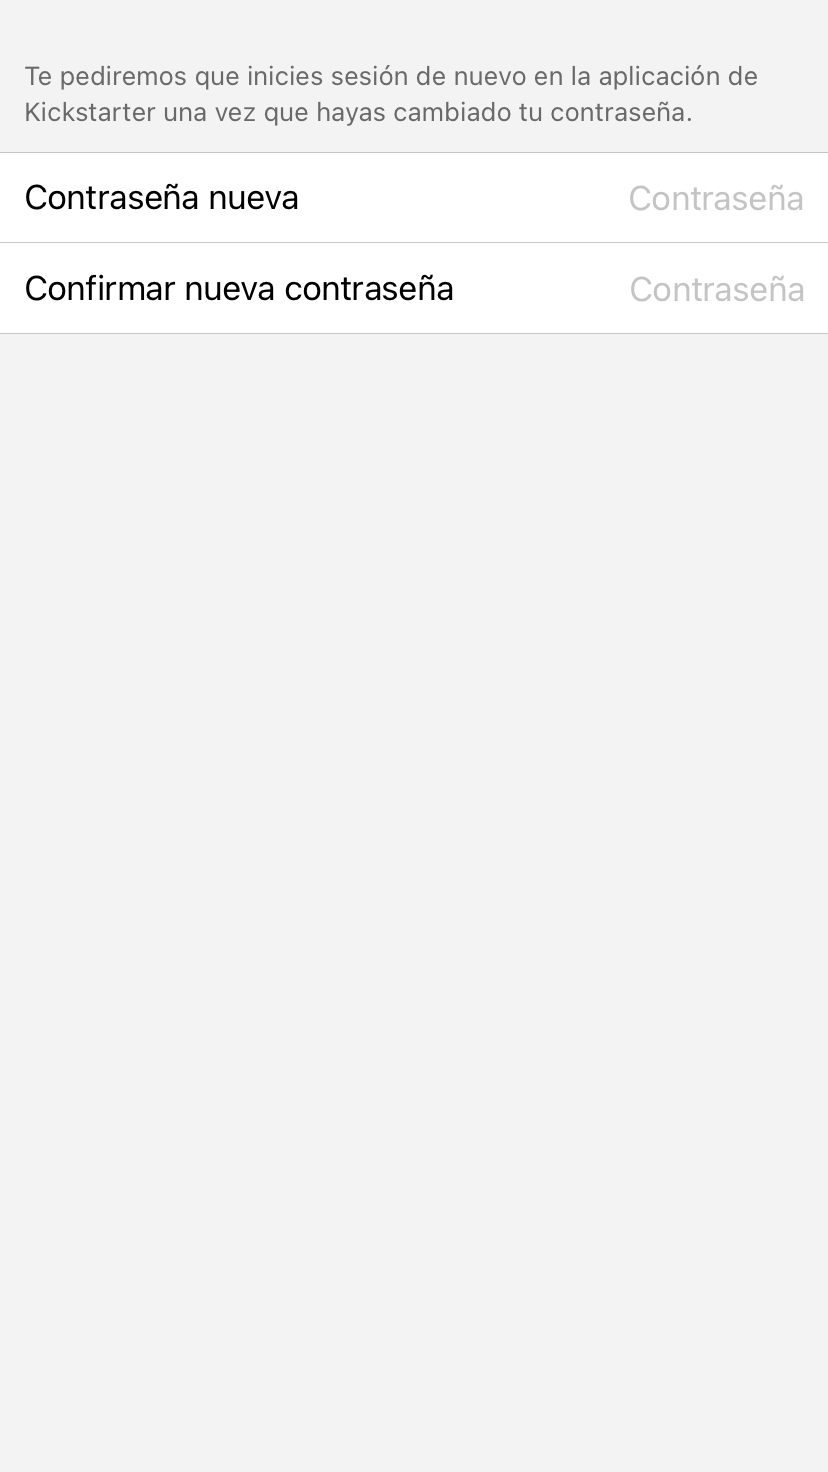 Te pediremos que inicies sesión de nuevo en la aplicación de
Kickstarter una vez que hayas cambiado tu contraseña.
Contraseña nueva Contraseña
Confirmar nueva contraseña Contraseña